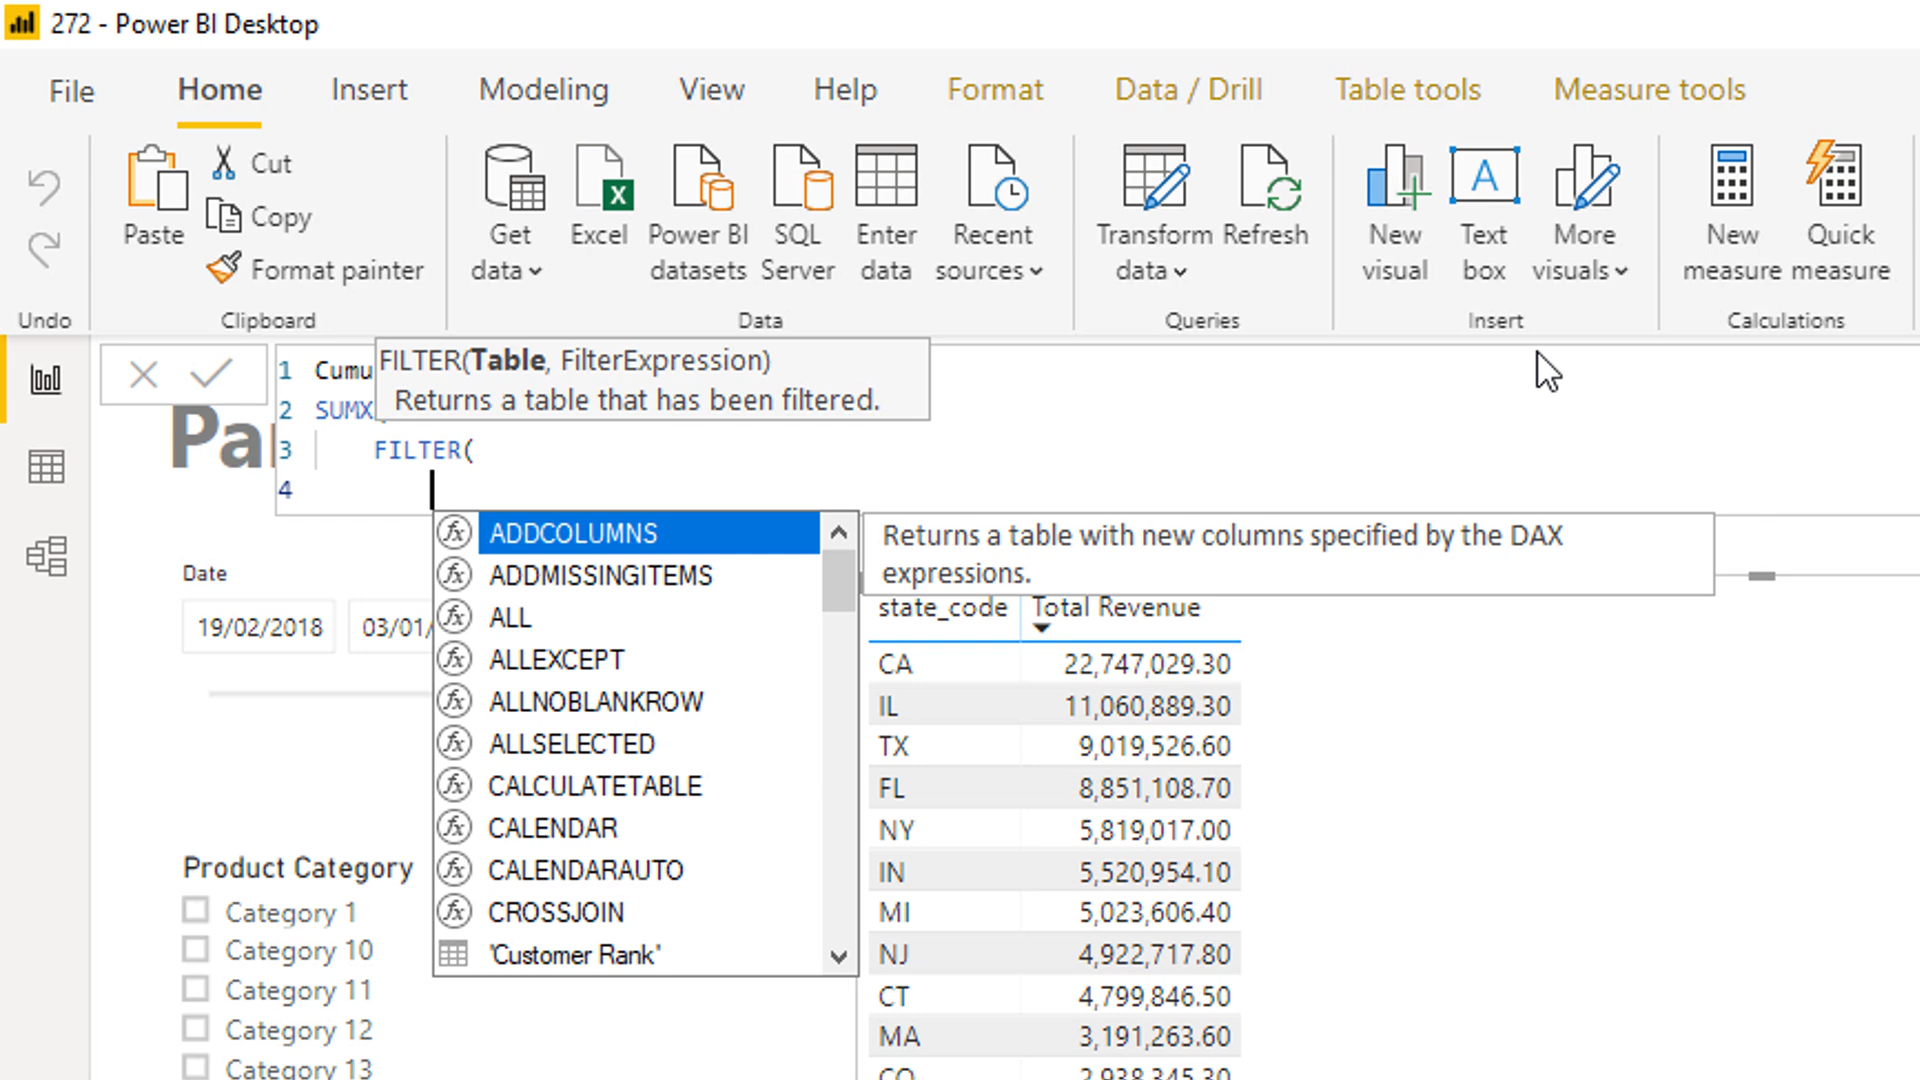 272 - Power BI Desktop
File Home Insert Modeling View Help Format Data / Drill Table tools Measure tools
Cut
Copy
Format painter
Paste
Get data
Excel
Power BI datasets
SQL Server
Enter data
Recent sources
Transform data
Refresh
New visual
Text box
More visuals
New measure
Quick measure
Undo Clipboard Data Queries Insert Calculations
FILTER(Table, FilterExpression)
Returns a table that has been filtered.
1 Cumu
2 SUMX
3 FILTER(
4
Pa
ADDCOLUMNS
ADDMISSINGITEMS
ALL
ALLEXCEPT
ALLNOBLANKROW
ALLSELECTED
CALCULATETABLE
CALENDAR
CALENDARAUTO
CROSSJOIN
'Customer Rank'
Returns a table with new columns specified by the DAX
expressions.
Date
19/02/2018 03/01/
Product Category
Category 1
Category 10
Category 11
Category 12
Category 13
state_code Total Revenue
CA 22,747,029.30
IL 11,060,889.30
TX 9,019,526.60
FL 8,851,108.70
NY 5,819,017.00
IN 5,520,954.10
MI 5,023,606.40
NJ 4,922,717.80
CT 4,799,846.50
MA 3,191,263.60
CO 2,938,345.30